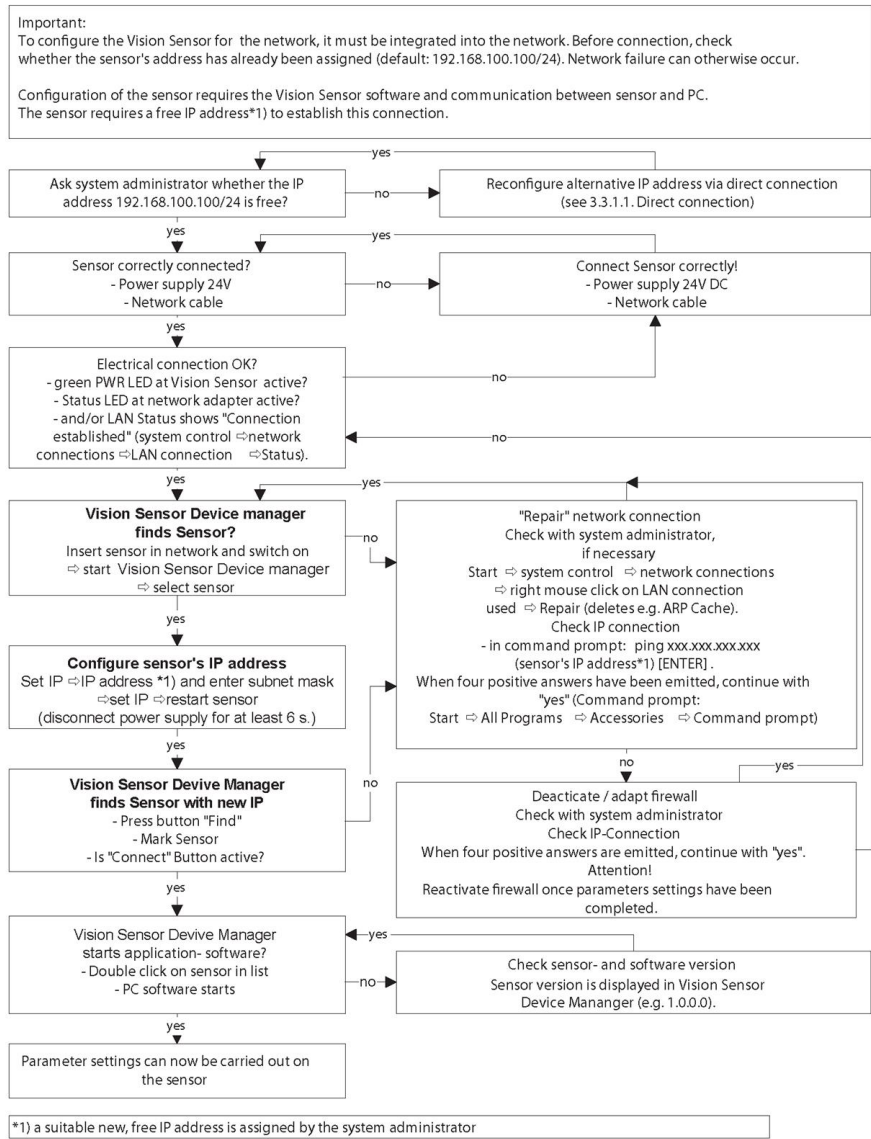 Important:
To configure the Vision Sensor for the network, it must be integrated into the network. Before connection, check
whether the sensor's address has already been assigned (default: 192.168.100.100/24). Network failure can otherwise occur.
Configuration of the sensor requires the Vision Sensor software and communication between sensor and PC.
The sensor requires a free IP address*1) to establish this connection.
yes
Ask system administrator whether the IP
address 192.168.100.100/24 is free?
no
Reconfigure alternative IP address via direct connection
(see 3.3.1.1. Direct connection)
yes
yes
Sensor correctly connected?
- Power supply 24V
- Network cable
no
Connect Sensor correctly!
- Power supply 24V DC
- Network cable
yes
Electrical connection OK?
- green PWR LED at Vision Sensor active?
- Status LED at network adapter active?
- and/or LAN Status shows "Connection
established" (system control ⇨network
connections ⇨LAN connection ⇨Status).
no
no
yes
yes
Vision Sensor Device manager
finds Sensor?
Insert sensor in network and switch on
⇨ start Vision Sensor Device manager
⇨ select sensor
no
"Repair" network connection
Check with system administrator,
if necessary
Start ⇨ system control ⇨ network connections
⇨ right mouse click on LAN connection
used ⇨ Repair (deletes e.g. ARP Cache).
Check IP connection
- in command prompt: ping xxx.xxx.xxx.xxx
(sensor's IP address*1) [ENTER] .
When four positive answers have been emitted, continue with
"yes" (Command prompt:
Start ⇨ All Programs ⇨ Accessories ⇨ Command prompt)
yes
Configure sensor's IP address
Set IP ⇨IP address *1) and enter subnet mask
⇨set IP ⇨restart sensor
(disconnect power supply for at least 6 s.)
yes
Vision Sensor Devive Manager
finds Sensor with new IP
- Press button "Find"
- Mark Sensor
- Is "Connect" Button active?
no
no
yes
Deacticate / adapt firewall
Check with system administrator
Check IP-Connection
When four positive answers are emitted, continue with "yes".
Attention!
Reactivate firewall once parameters settings have been
completed.
yes
Vision Sensor Devive Manager
starts application- software?
- Double click on sensor in list
- PC software starts
yes
no
Check sensor- and software version
Sensor version is displayed in Vision Sensor
Device Mananger (e.g. 1.0.0.0).
yes
Parameter settings can now be carried out on
the sensor
*1) a suitable new, free IP address is assigned by the system administrator